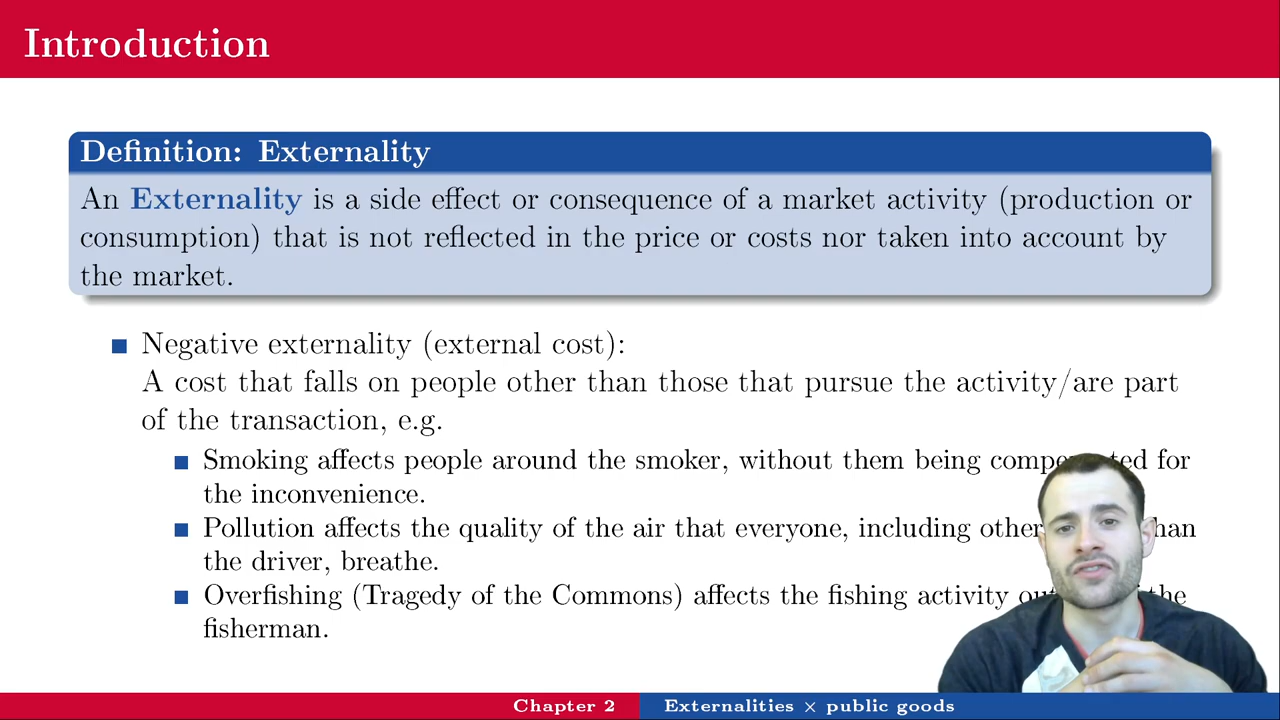 Introduction
Definition: Externality
An Externality is a side effect or consequence of a market activity (production or
consumption) that is not reflected in the price or costs nor taken into account by
the market.
Negative externality (external cost):
A cost that falls on people other than those that pursue the activity/are part
of the transaction, e.g.
Smoking affects people around the smoker, without them being for
the inconvenience.
Pollution affects the quality of the air that everyone, including
the driver, breathe.
Overfishing (Tragedy of the Commons) affects the fishing activity the
fisherman.
Chapter 2
Externalities × public goods